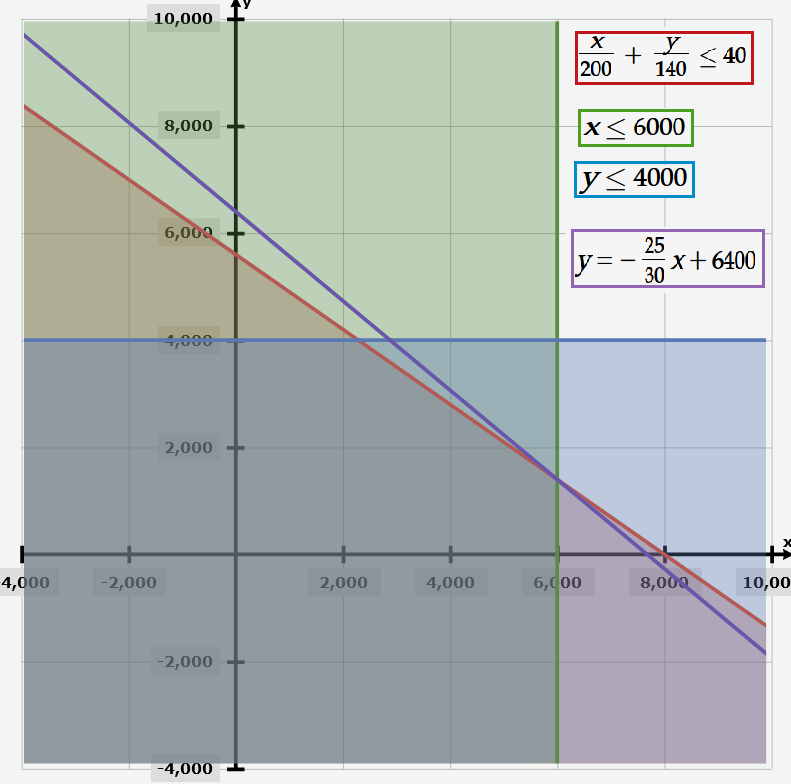 y
10,000
x/200 + y/140 ≤ 40
8,000
x ≤ 6000
y ≤ 4000
6,000
y = − 25/30 x + 6400
4,000
2,000
x
4,000 -2,000 2,000 4,000 6,000 8,000 10,00
-2,000
-4,000